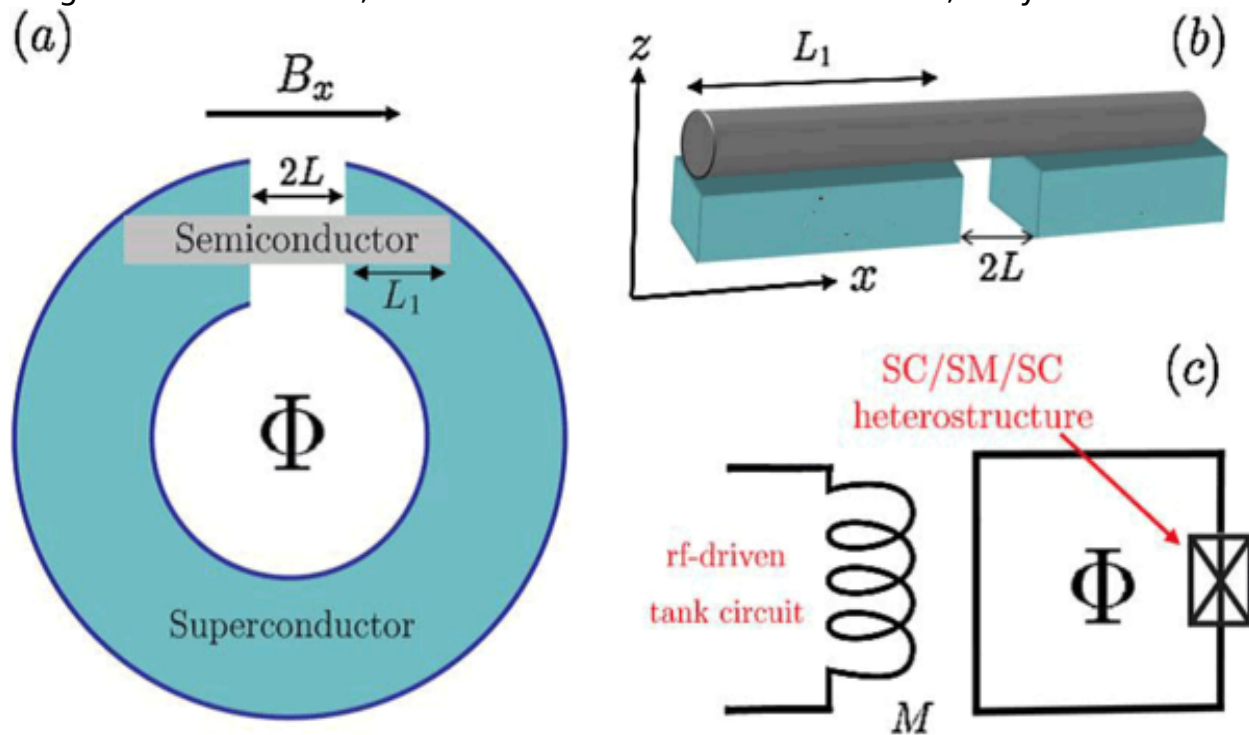 (a)
B_x
2L
Semiconductor
L_1
Φ
Superconductor
(b)
z
L_1
x
2L
(c)
SC/SM/SC
heterostructure
rf-driven
tank circuit
Φ
M